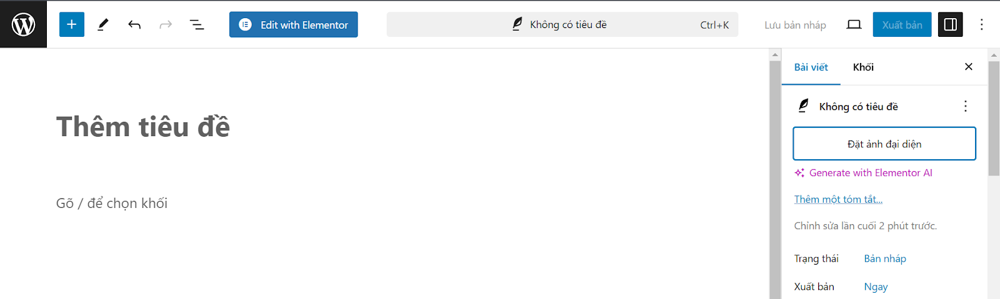 Edit with Elementor
Không có tiêu đề
Ctrl+K
Lưu bản nháp
Xuất bản
Bài viết
Khối
Không có tiêu đề
Thêm tiêu đề
Đặt ảnh đại diện
Generate with Elementor AI
Thêm một tóm tắt...
Gõ / để chọn khối
Chỉnh sửa lần cuối 2 phút trước.
Trạng thái
Bản nháp
Xuất bản
Ngay